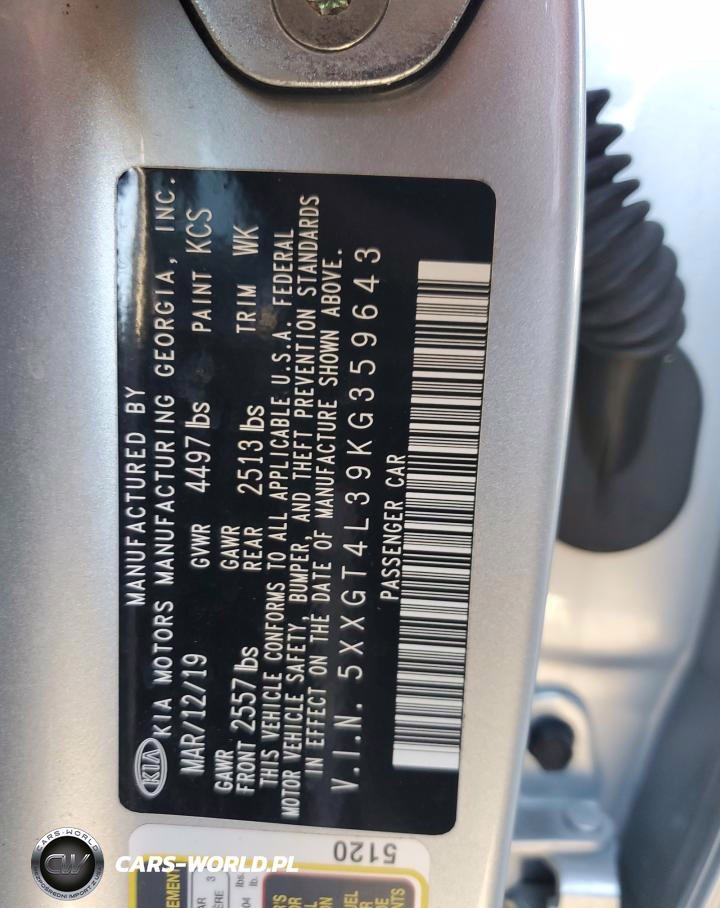 MANUFACTURED BY
KIA KIA MOTORS MANUFACTURING GEORGIA, INC.
MAR/12/19 GVWR 4497 lbs PAINT KCS
GAWR FRONT 2557 lbs GAWR REAR 2513 lbs TRIM WK
THIS VEHICLE CONFORMS TO ALL APPLICABLE U.S.A. FEDERAL
MOTOR VEHICLE SAFETY, BUMPER, AND THEFT PREVENTION STANDARDS
IN EFFECT ON THE DATE OF MANUFACTURE SHOWN ABOVE.
V.I.N. 5XXGT4L39KG359643
PASSENGER CAR
5120
CARS-WORLD
CW
CARS-WORLD.PL